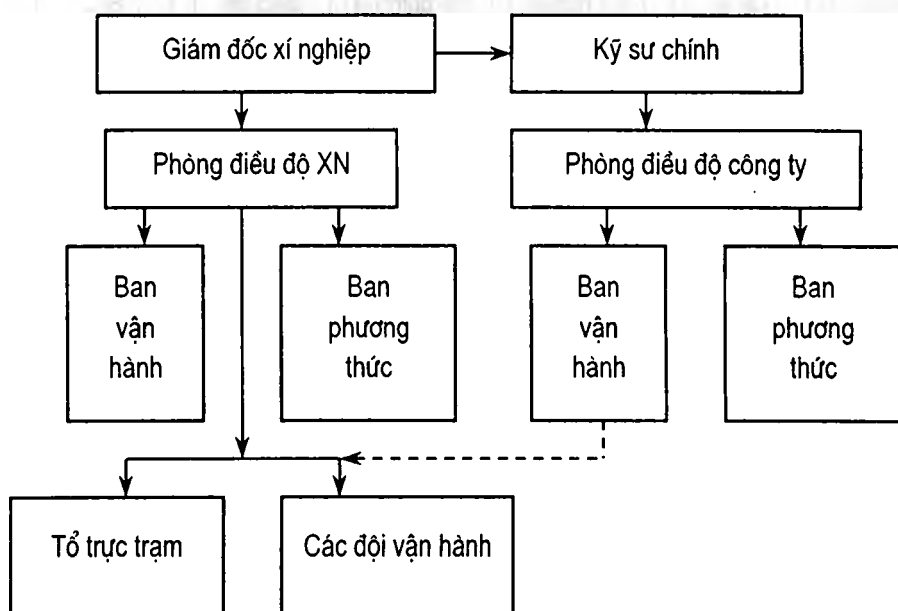 Giám đốc xí nghiệp
Kỹ sư chính
Phòng điều độ XN
Phòng điều độ công ty
Ban
vận
hành
Ban
phương
thức
Ban
vận
hành
Ban
phương
thức
Tổ trực trạm
Các đội vận hành